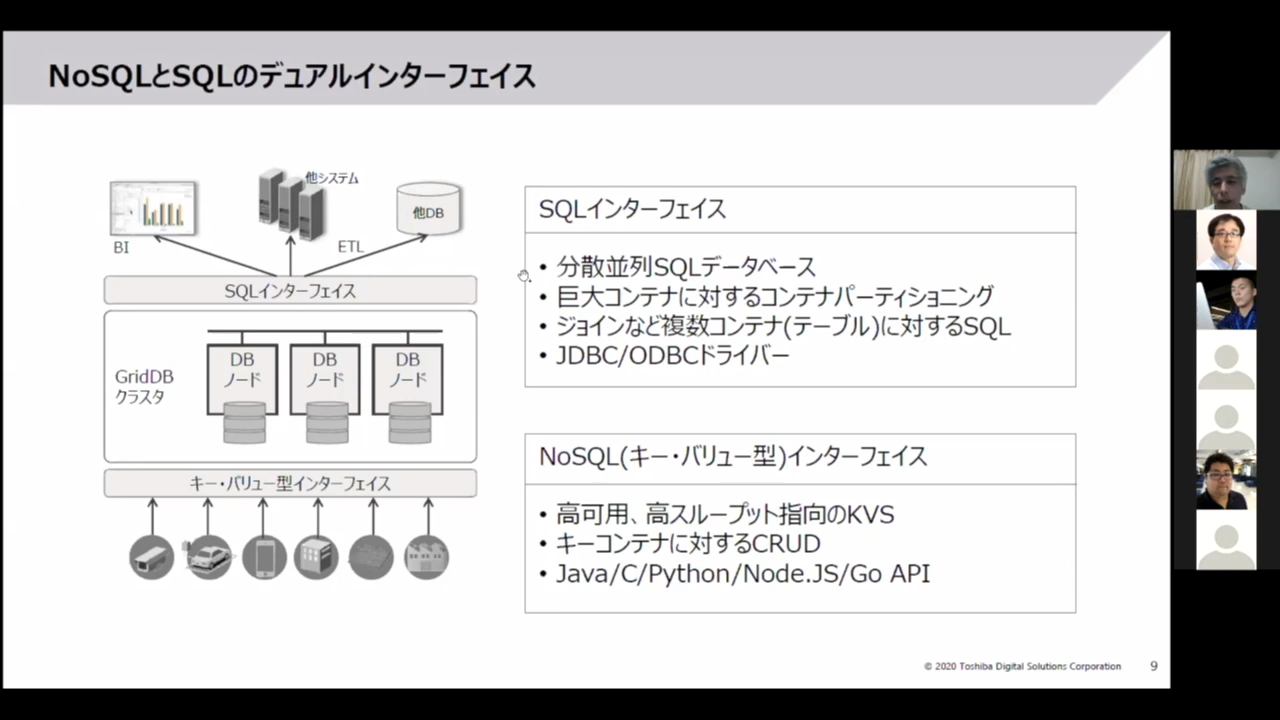 NoSQLとSQLのデュアルインターフェイス
他システム
他DB
BI
ETL
SQLインターフェイス
GridDB
クラスタ
DB
ノード
DB
ノード
DB
ノード
キー・バリュー型インターフェイス
SQLインターフェイス
• 分散並列SQLデータベース
• 巨大コンテナに対するコンテナパーティショニング
• ジョインなど複数コンテナ(テーブル)に対するSQL
• JDBC/ODBCドライバー
NoSQL(キー・バリュー型)インターフェイス
• 高可用、高スループット指向のKVS
• キーコンテナに対するCRUD
• Java/C/Python/Node.JS/Go API
© 2020 Toshiba Digital Solutions Corporation
9